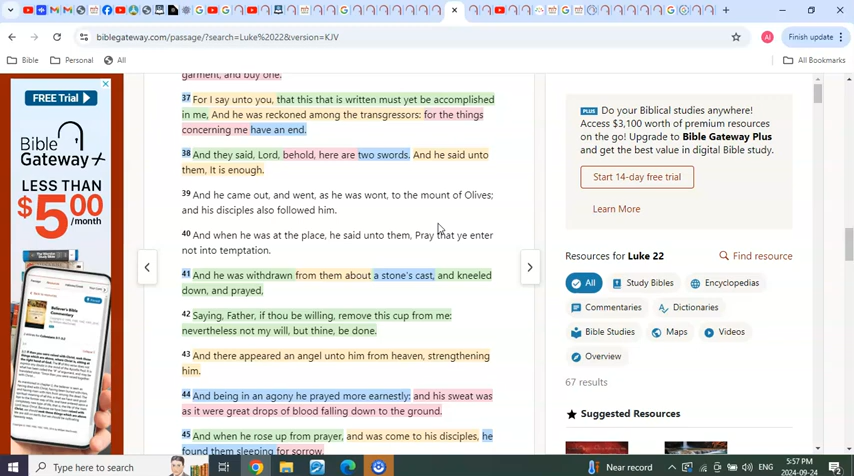 biblegateway.com/passage/?search=Luke%2022&version=KJV
AI
Finish update
Bible
Personal
All
All Bookmarks
garment, and buy one.
37 For I say unto you, that this that is written must yet be accomplished
in me, And he was reckoned among the transgressors: for the things
concerning me have an end.
38 And they said, Lord, behold, here are two swords. And he said unto
them, It is enough.
39 And he came out, and went, as he was wont, to the mount of Olives;
and his disciples also followed him.
40 And when he was at the place, he said unto them, Pray that ye enter
not into temptation.
41 And he was withdrawn from them about a stone's cast, and kneeled
down, and prayed,
42 Saying, Father, if thou be willing, remove this cup from me:
nevertheless not my will, but thine, be done.
43 And there appeared an angel unto him from heaven, strengthening
him.
44 And being in an agony he prayed more earnestly: and his sweat was
as it were great drops of blood falling down to the ground.
45 And when he rose up from prayer, and was come to his disciples, he
found them sleeping for sorrow,
FREE Trial
Bible
Gateway+
LESS THAN
$5.00
/month
PLUS Do your Biblical studies anywhere!
Access $3,100 worth of premium resources
on the go! Upgrade to Bible Gateway Plus
and get the best value in digital Bible study.
Start 14-day free trial
Learn More
Resources for Luke 22
Find resource
All
Study Bibles
Encyclopedias
Commentaries
Dictionaries
Bible Studies
Maps
Videos
Overview
67 results
Suggested Resources
Type here to search
Near record
ENG
5:57 PM
2024-09-24
2